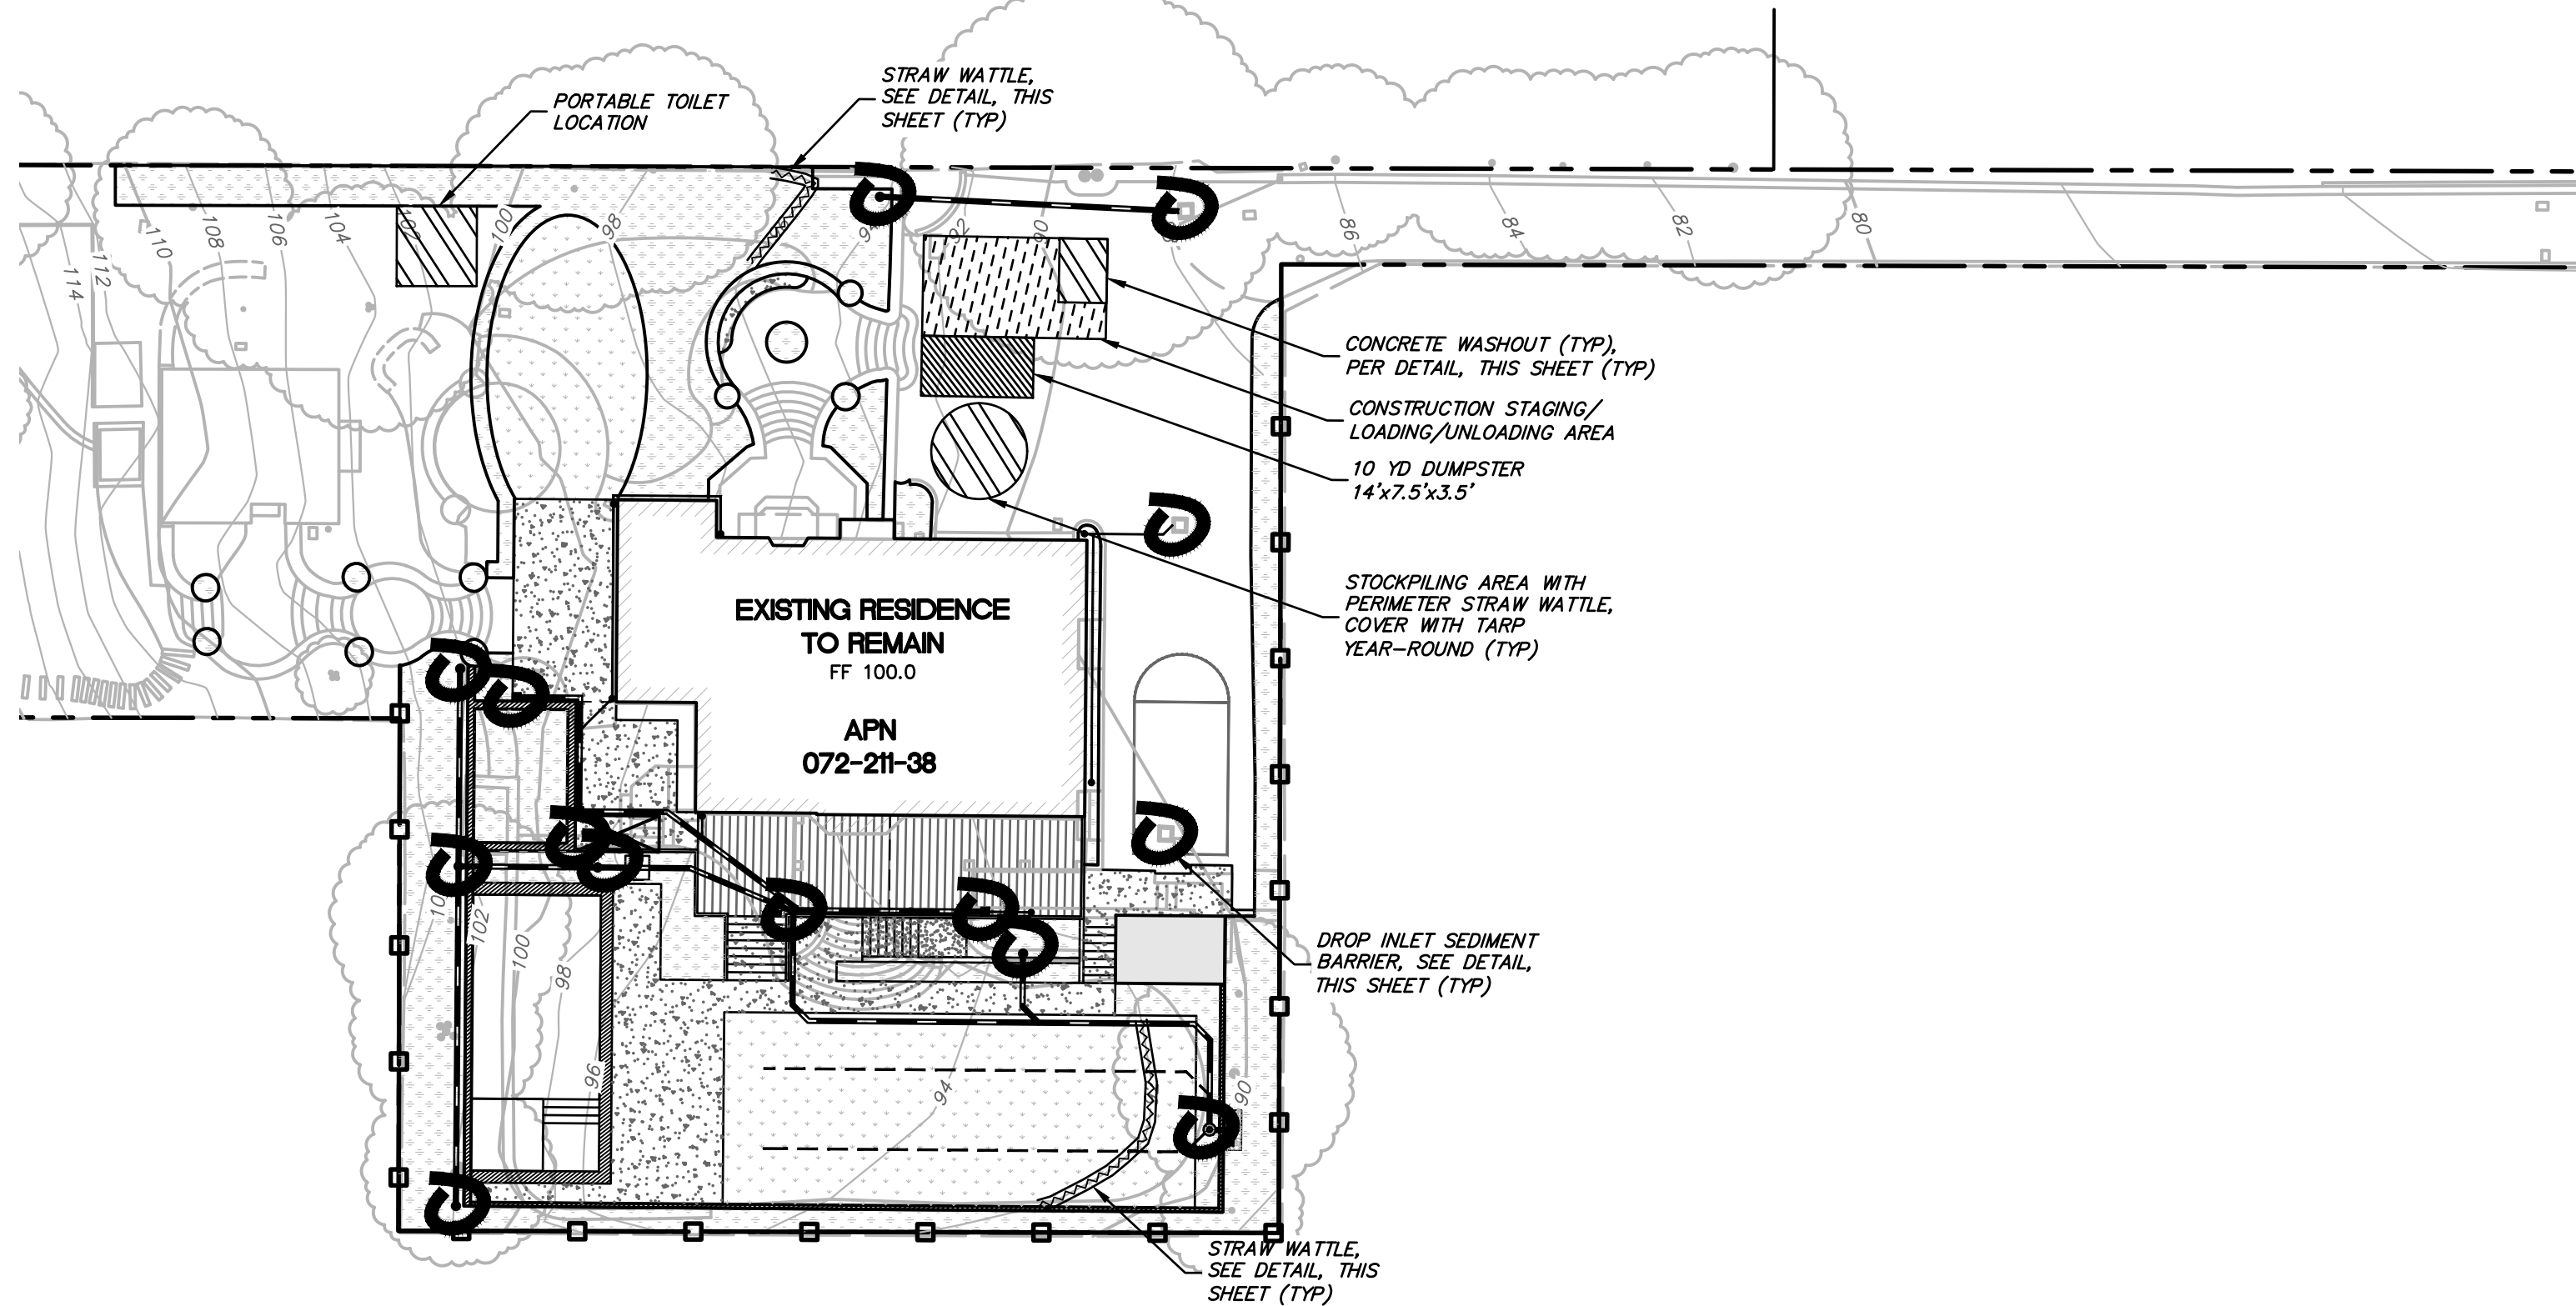 STRAW WATTLE,
SEE DETAIL, THIS
SHEET (TYP)
PORTABLE TOILET
LOCATION
114
112
110
108
106
104
102
100
98
94
92
90
86
84
82
80
CONCRETE WASHOUT (TYP),
PER DETAIL, THIS SHEET (TYP)
CONSTRUCTION STAGING/
LOADING/UNLOADING AREA
10 YD DUMPSTER
14'x7.5'x3.5'
STOCKPILING AREA WITH
PERIMETER STRAW WATTLE,
COVER WITH TARP
YEAR-ROUND (TYP)
EXISTING RESIDENCE
TO REMAIN
FF 100.0
APN
072-211-38
102
100
98
96
94
90
DROP INLET SEDIMENT
BARRIER, SEE DETAIL,
THIS SHEET (TYP)
STRAW WATTLE,
SEE DETAIL, THIS
SHEET (TYP)